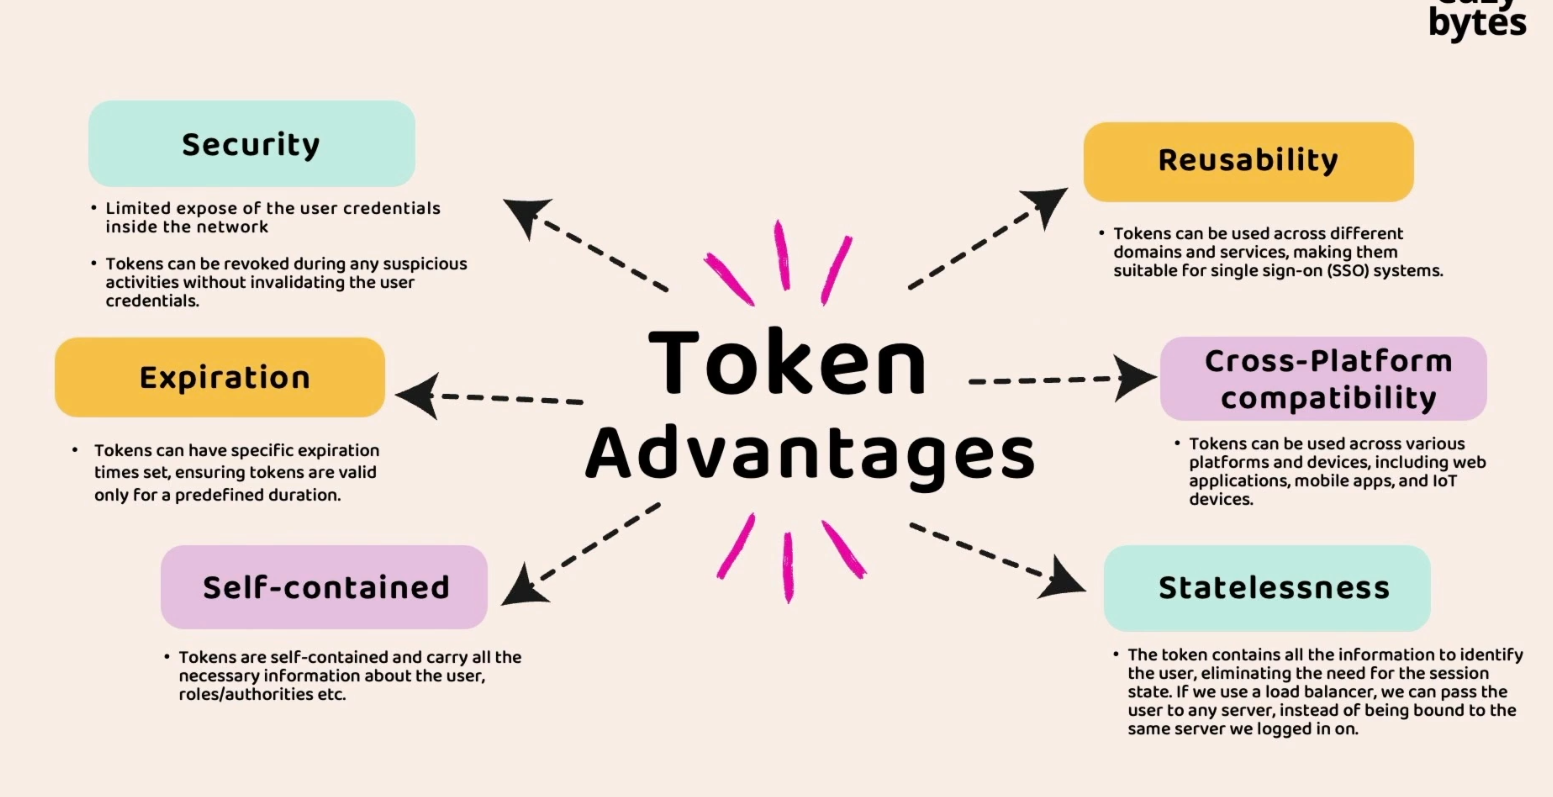 bytes
Security
• Limited expose of the user credentials
inside the network
• Tokens can be revoked during any suspicious
activities without invalidating the user
credentials.
Expiration
• Tokens can have specific expiration
times set, ensuring tokens are valid
only for a predefined duration.
Self-contained
• Tokens are self-contained and carry all the
necessary information about the user,
roles/authorities etc.
Token
Advantages
Reusability
• Tokens can be used across different
domains and services, making them
suitable for single sign-on (SSO) systems.
Cross-Platform
compatibility
• Tokens can be used across various
platforms and devices, including web
applications, mobile apps, and IoT
devices.
Statelessness
• The token contains all the information to identify
the user, eliminating the need for the session
state. If we use a load balancer, we can pass the
user to any server, instead of being bound to the
same server we logged in on.